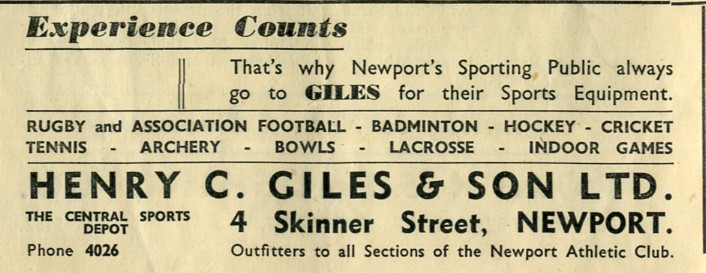 Experience Counts
That's why Newport's Sporting Public always
go to GILES for their Sports Equipment.
RUGBY and ASSOCIATION FOOTBALL - BADMINTON - HOCKEY - CRICKET
TENNIS - ARCHERY - BOWLS - LACROSSE - INDOOR GAMES
HENRY C. GILES & SON LTD.
THE CENTRAL SPORTS
DEPOT
4 Skinner Street, NEWPORT.
Phone 4026
Outfitters to all Sections of the Newport Athletic Club.